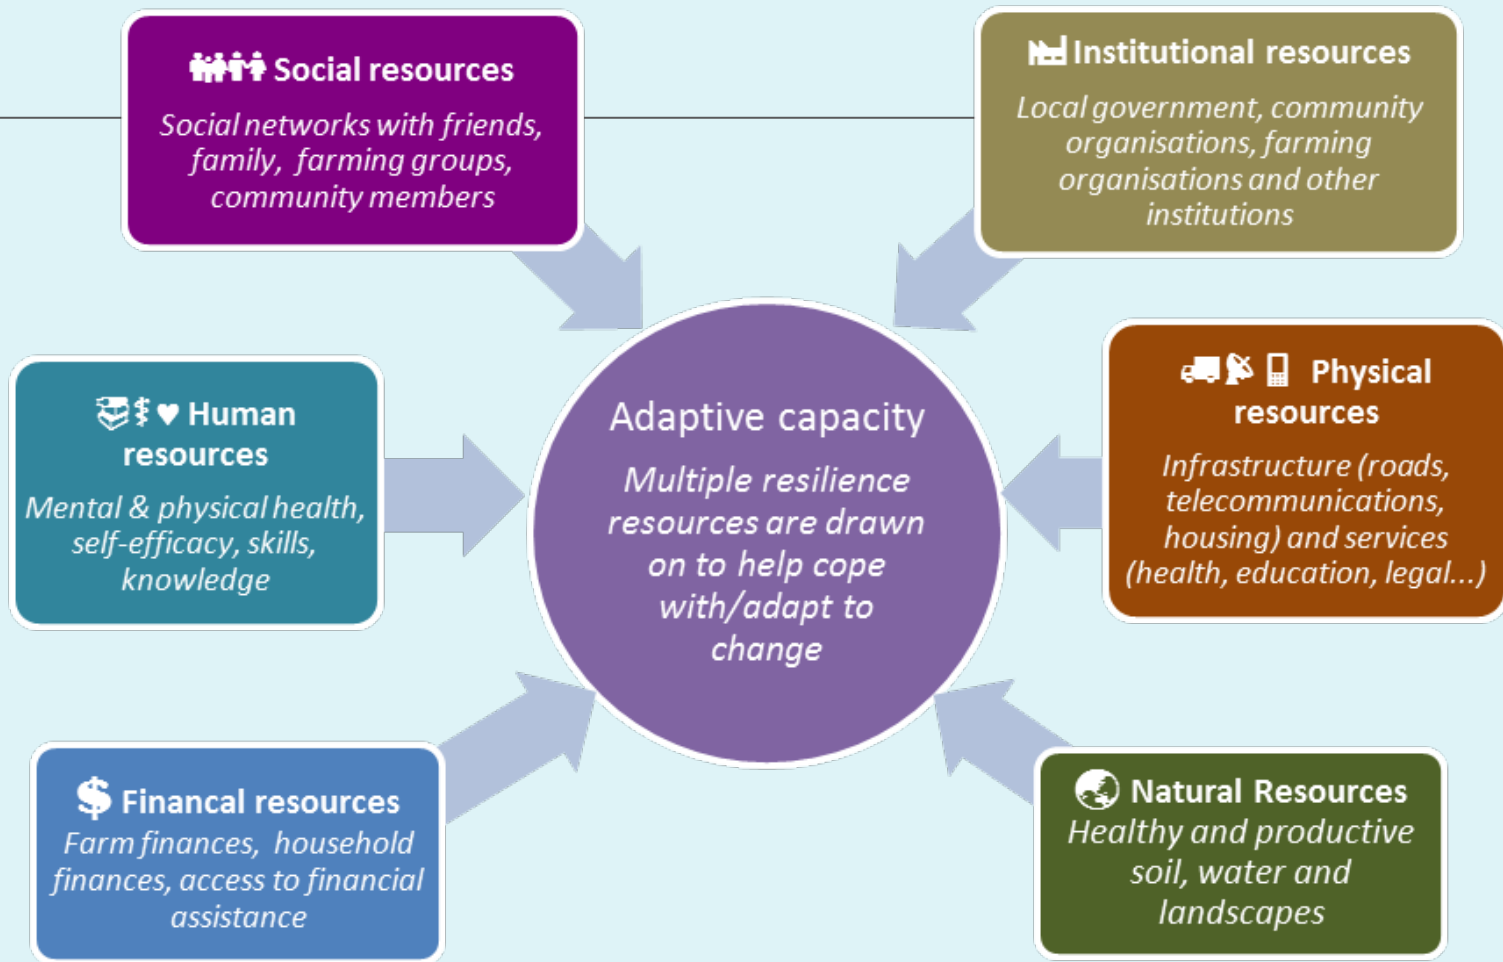 Social resources
Social networks with friends,
family, farming groups,
community members
Institutional resources
Local government, community
organisations, farming
organisations and other
institutions
Human
resources
Mental & physical health,
self-efficacy, skills,
knowledge
Adaptive capacity
Multiple resilience
resources are drawn
on to help cope
with/adapt to
change
Physical
resources
Infrastructure (roads,
telecommunications,
housing) and services
(health, education, legal...)
$ Financal resources
Farm finances, household
finances, access to financial
assistance
Natural Resources
Healthy and productive
soil, water and
landscapes